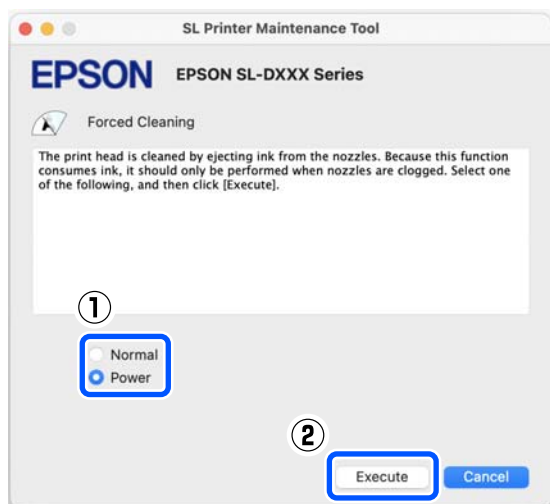 SL Printer Maintenance Tool
EPSON EPSON SL-DXXX Series
Forced Cleaning
The print head is cleaned by ejecting ink from the nozzles. Because this function
consumes ink, it should only be performed when nozzles are clogged. Select one
of the following, and then click [Execute].
①
Normal
Power
②
Execute Cancel